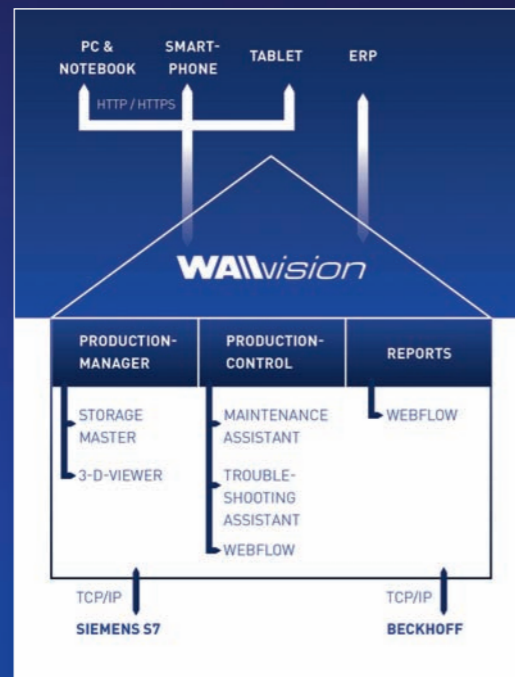 PC &
NOTEBOOK
SMART-
PHONE
TABLET
ERP
HTTP / HTTPS
WAllvision
PRODUCTION-
MANAGER
PRODUCTION-
CONTROL
REPORTS
STORAGE
MASTER
3-D-VIEWER
MAINTENANCE
ASSISTANT
TROUBLE-
SHOOTING
ASSISTANT
WEBFLOW
WEBFLOW
TCP/IP
SIEMENS S7
TCP/IP
BECKHOFF